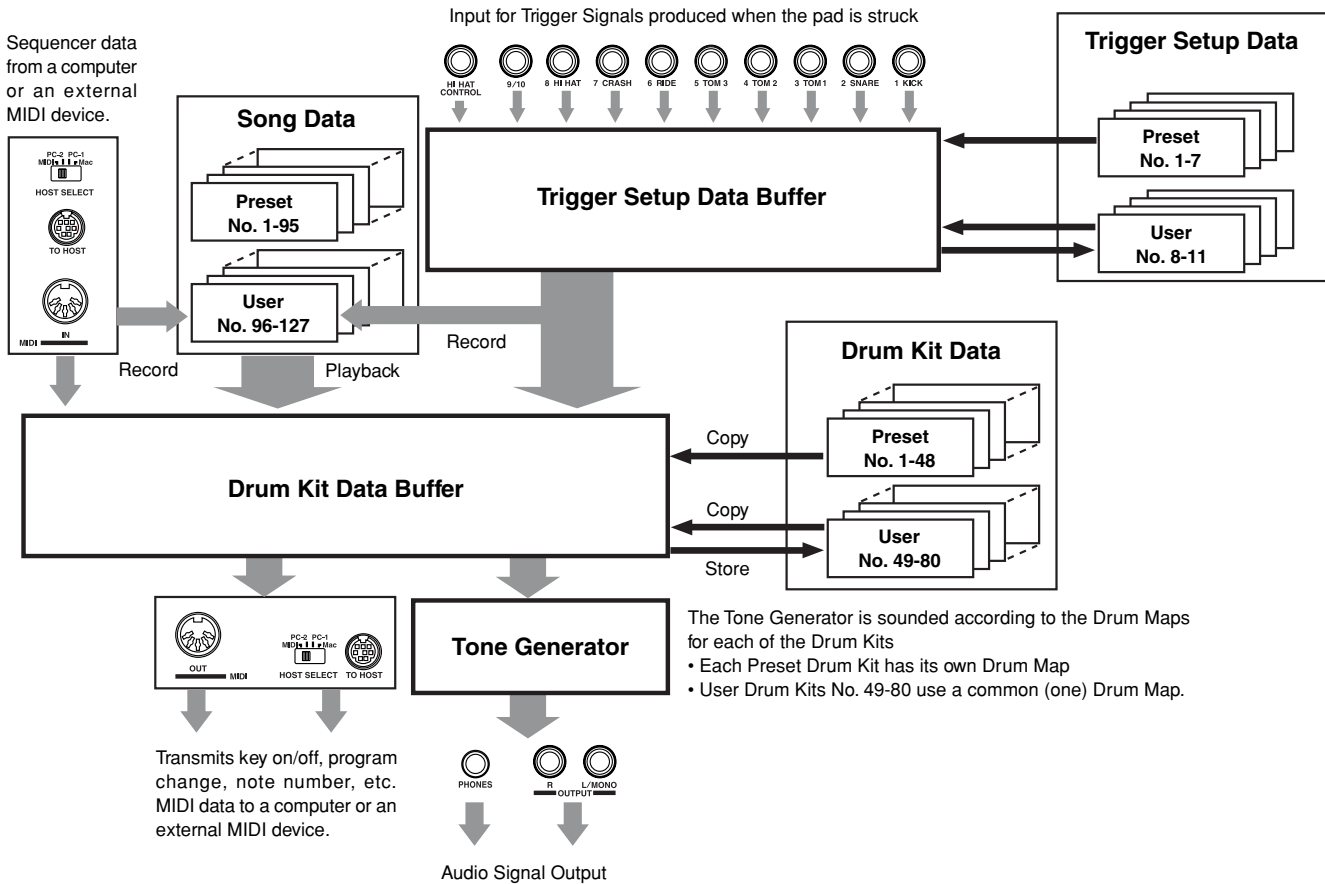 Input for Trigger Signals produced when the pad is struck
Sequencer data
from a computer
or an external
MIDI device.
PC-2 PC-1
MIDI Mac
HOST SELECT
TO HOST
IN
MIDI
Song Data
Preset
No. 1-95
User
No. 96-127
HI HAT
CONTROL
9/10
8 HI HAT
7 CRASH
6 RIDE
5 TOM 3
4 TOM 2
3 TOM 1
2 SNARE
1 KICK
Trigger Setup Data Buffer
Trigger Setup Data
Preset
No. 1-7
User
No. 8-11
Record
Record
Playback
Drum Kit Data
Preset
No. 1-48
User
No. 49-80
Copy
Copy
Store
Drum Kit Data Buffer
OUT
MIDI
PC-2 PC-1
MIDI Mac
HOST SELECT
TO HOST
Tone Generator
The Tone Generator is sounded according to the Drum Maps
for each of the Drum Kits
• Each Preset Drum Kit has its own Drum Map
• User Drum Kits No. 49-80 use a common (one) Drum Map.
Transmits key on/off, program
change, note number, etc.
MIDI data to a computer or an
external MIDI device.
PHONES
R
L/MONO
OUTPUT
Audio Signal Output